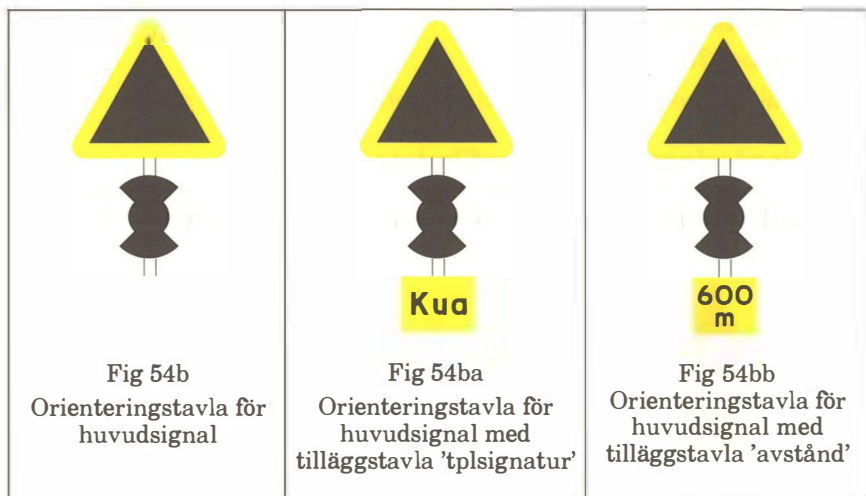 Fig 54b
Orienteringstavla för
huvudsignal
Kua
Fig 54ba
Orienteringstavla för
huvudsignal med
tilläggstavla 'tplsignatur'
600
m
Fig 54bb
Orienteringstavla för
huvudsignal med
tilläggstavla 'avstånd'